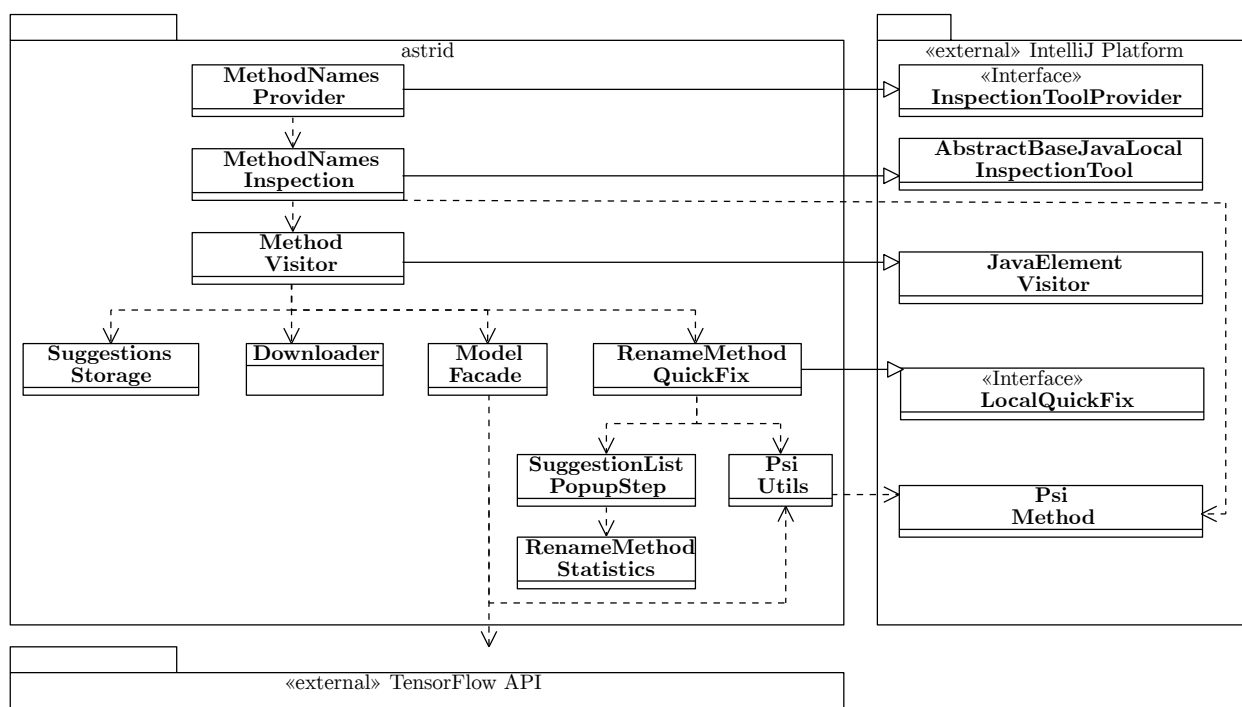 astrid
MethodNames
Provider
MethodNames
Inspection
Method
Visitor
Suggestions
Storage
Downloader
Model
Facade
RenameMethod
QuickFix
SuggestionList
PopupStep
Psi
Utils
RenameMethod
Statistics
«external» IntelliJ Platform
«Interface»
InspectionToolProvider
AbstractBaseJavaLocal
InspectionTool
JavaElement
Visitor
«Interface»
LocalQuickFix
Psi
Method
«external» TensorFlow API